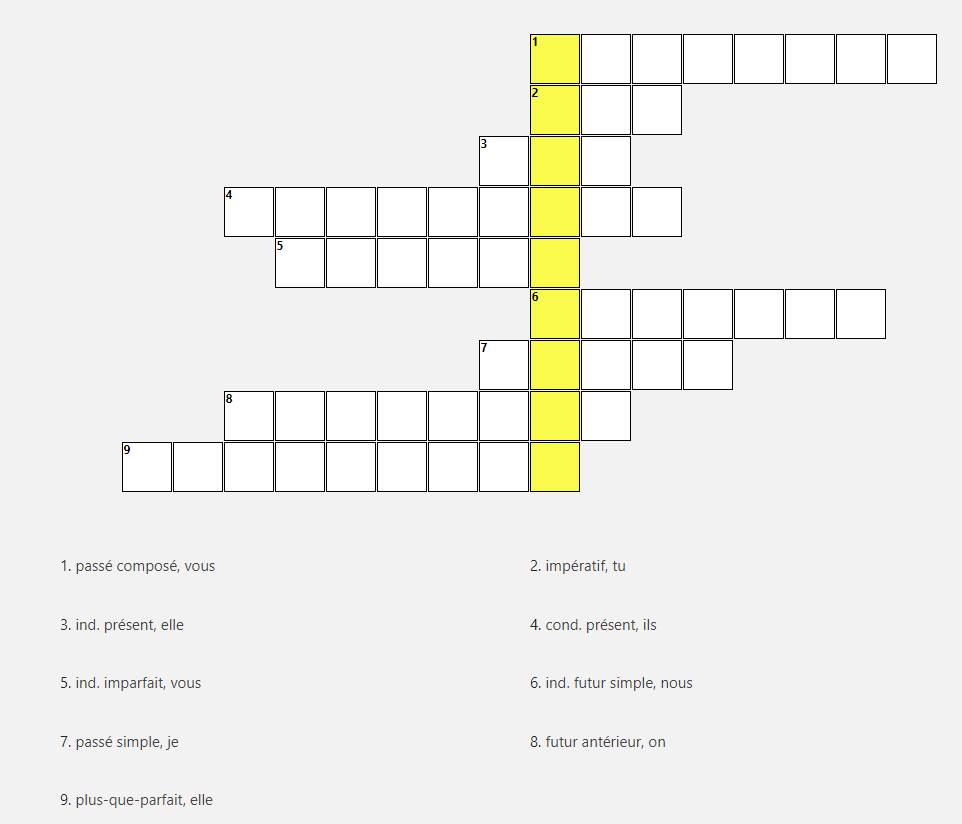 1
2
3
4
5
6
7
8
9
1. passé composé, vous
2. impératif, tu
3. ind. présent, elle
4. cond. présent, ils
5. ind. imparfait, vous
6. ind. futur simple, nous
7. passé simple, je
8. futur antérieur, on
9. plus-que-parfait, elle